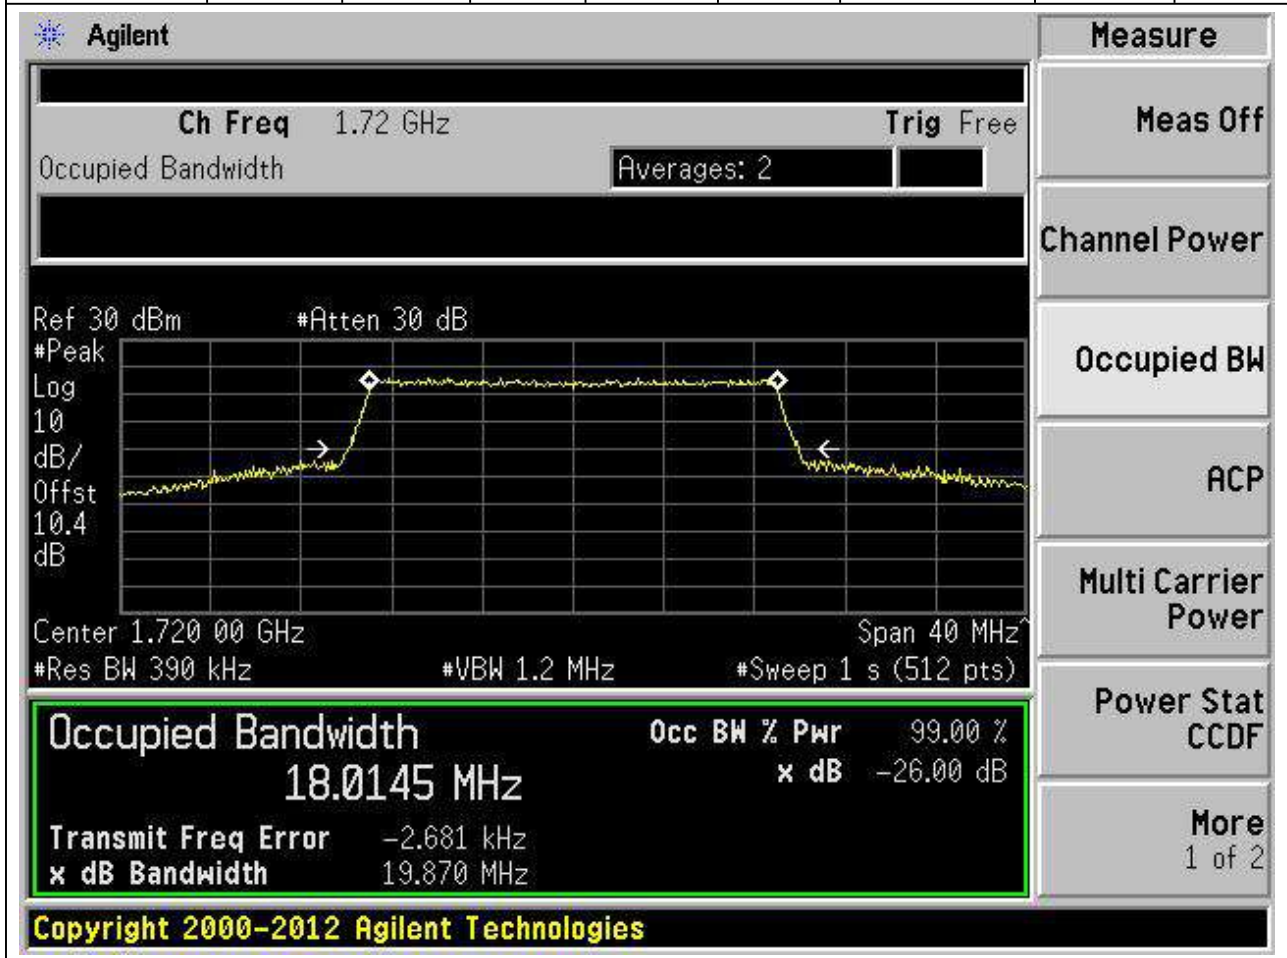 Agilent
Measure
Ch Freq 1.72 GHz Trig Free
Occupied Bandwidth Averages: 2
Meas Off
Channel Power
Occupied BW
ACP
Multi Carrier
Power
Power Stat
CCDF
More
1 of 2
Ref 30 dBm #Atten 30 dB
#Peak
Log
10
dB/
Offst
10.4
dB
Center 1.720 00 GHz Span 40 MHz^
#Res BW 390 kHz #VBW 1.2 MHz #Sweep 1 s (512 pts)
Occupied Bandwidth Occ BW % Pwr 99.00 %
18.0145 MHz x dB -26.00 dB
Transmit Freq Error -2.681 kHz
x dB Bandwidth 19.870 MHz
Copyright 2000-2012 Agilent Technologies